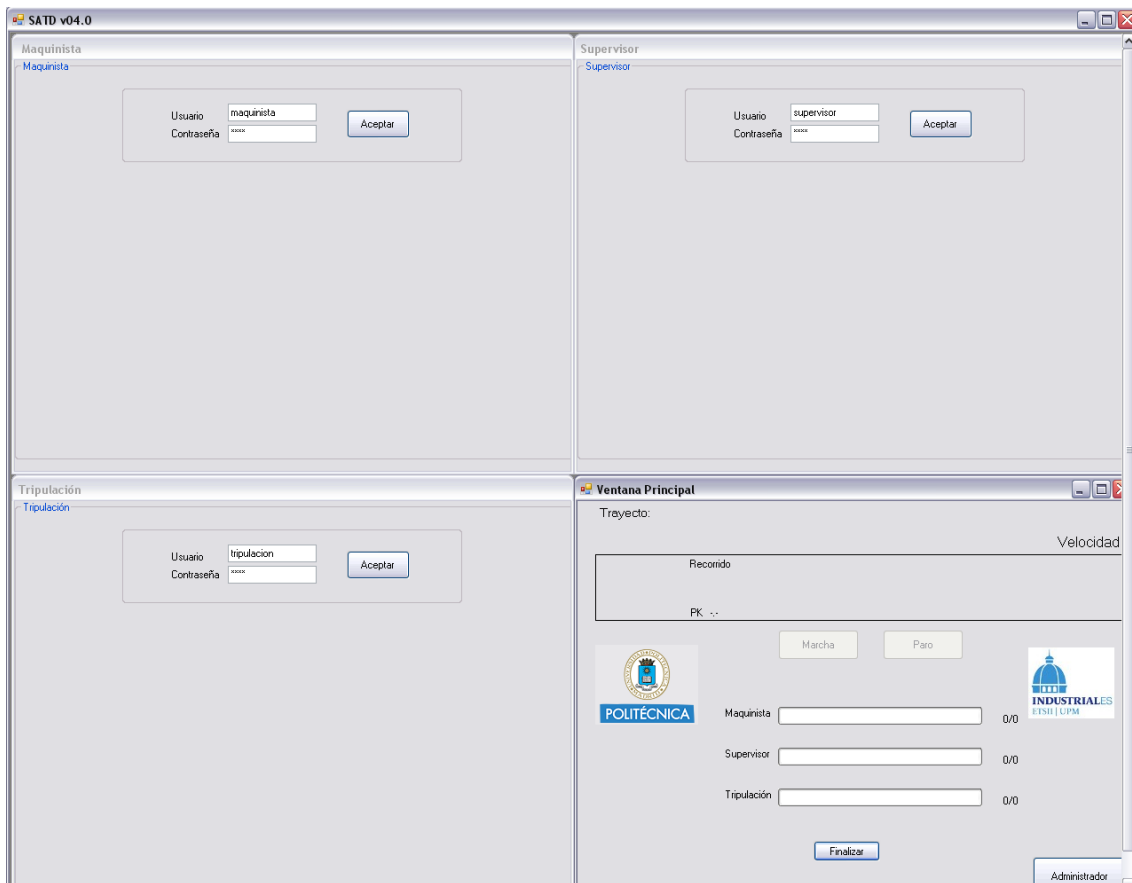 SATD v04.0
Maquinista
Maquinista
Usuario maquinista
Contraseña ××××
Aceptar
Supervisor
Supervisor
Usuario supervisor
Contraseña ××××
Aceptar
Tripulación
Tripulación
Usuario tripulacion
Contraseña ××××
Aceptar
Ventana Principal
Trayecto:
Velocidad
Recorrido
PK -.-
Marcha Paro
POLITÉCNICA
INDUSTRIALES
ETSII | UPM
Maquinista 0/0
Supervisor 0/0
Tripulación 0/0
Finalizar
Administrador